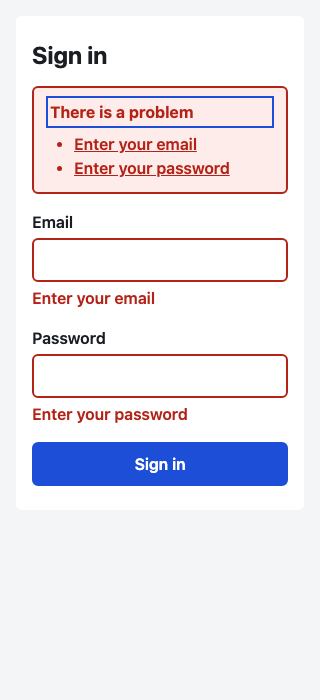 Sign in
There is a problem
Enter your email
Enter your password
Email
Enter your email
Password
Enter your password
Sign in